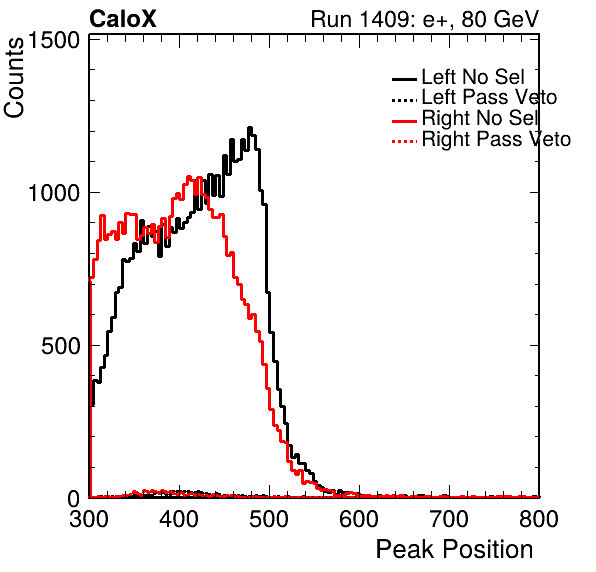 CaloX Run 1409: e+, 80 GeV
Counts
1500
1000
500
0
Left No Sel
Left Pass Veto
Right No Sel
Right Pass Veto
300 400 500 600 700 800
Peak Position